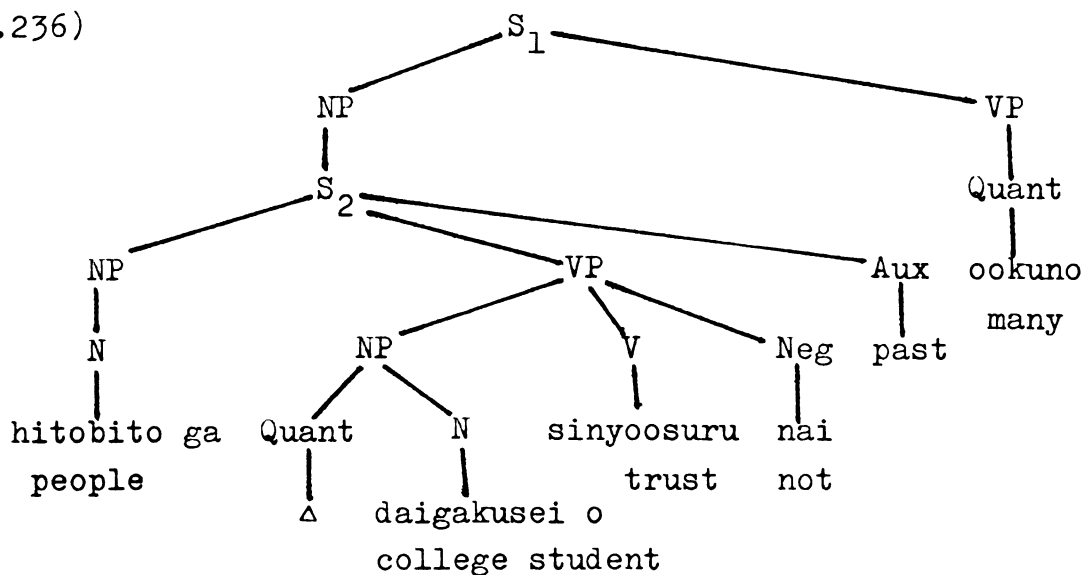 .236)
S1
NP VP
S2 Quant
NP VP Aux ookuno
many
N NP V Neg past
hitobito ga Quant N sinyoosuru nai
people trust not
Δ daigakusei o
college student